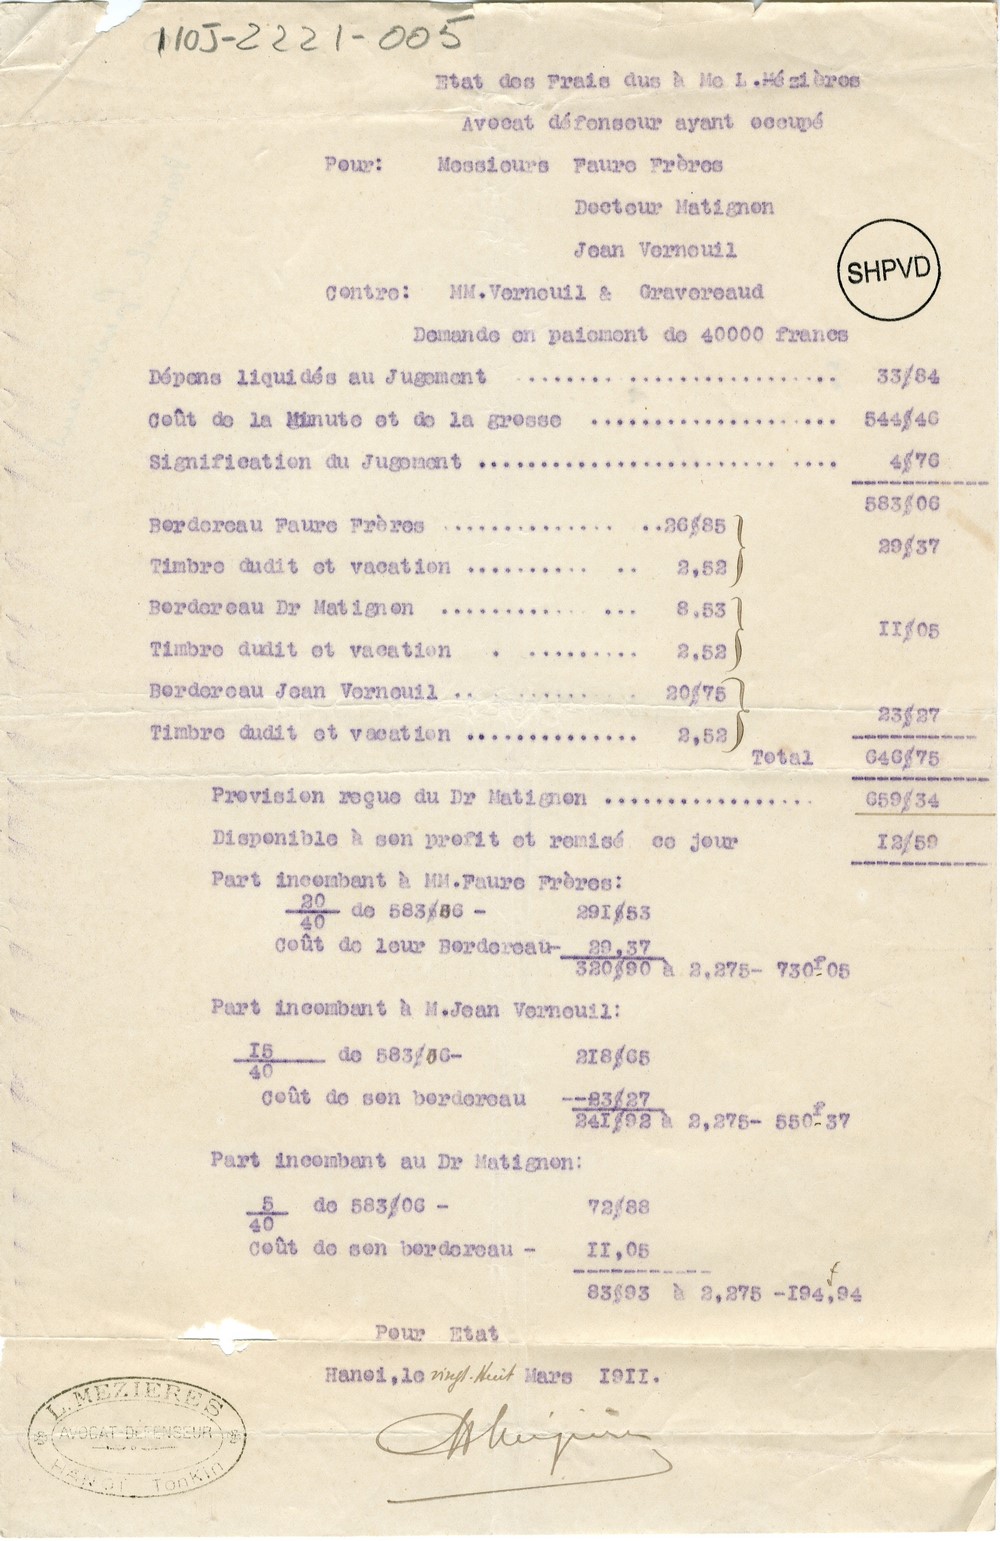 110J-2221-005
Etat des Frais dus à Me L.Mézières
Avocat défenseur ayant occupé
Pour: Messieurs Faure Frères
Docteur Matignon
Jean Verneuil
SHPVD
Contre: MM.Verneuil & Gravereaud
Demande en paiement de 40000 francs
Dépens liquidés au Jugement .................................. 33$84
Coût de la Minute et de la grosse .................... 544$46
Signification du Jugement ................................ 4$76
583$06
Bordereau Faure Frères ................ 26$85
29$37
Timbre dudit et vacation ............ 2,52
Bordereau Dr Matignon ............... 8.53
11$05
Timbre dudit et vacation . ......... 2,52
Bordereau Jean Verneuil .. .......... 20$75
23$27
Timbre dudit et vacation ............... 2,52
Total 646$75
Provision reçue du Dr Matignon .................. 659$34
Disponible à son profit et remisé ce jour 12$59
Part incombant à MM.Faure Frères:
20/40 de 583$06 - 291$53
Coût de leur Bordereau- 29,37
320$90 à 2,275- 730f05
Part incombant à M.Jean Verneuil:
15/40 de 583$06- 218$65
Coût de son bordereau --23$27
241$92 à 2,275- 550f37
Part incombant au Dr Matignon:
5/40 de 583$06 - 72$88
Coût de son bordereau - 11,05
83$93 à 2,275 -194f,94
Pour Etat
Hanoi,le vingt-huit Mars 1911.
L. MEZIERES
AVOCAT-DÉFENSEUR
HANOI Tonkin